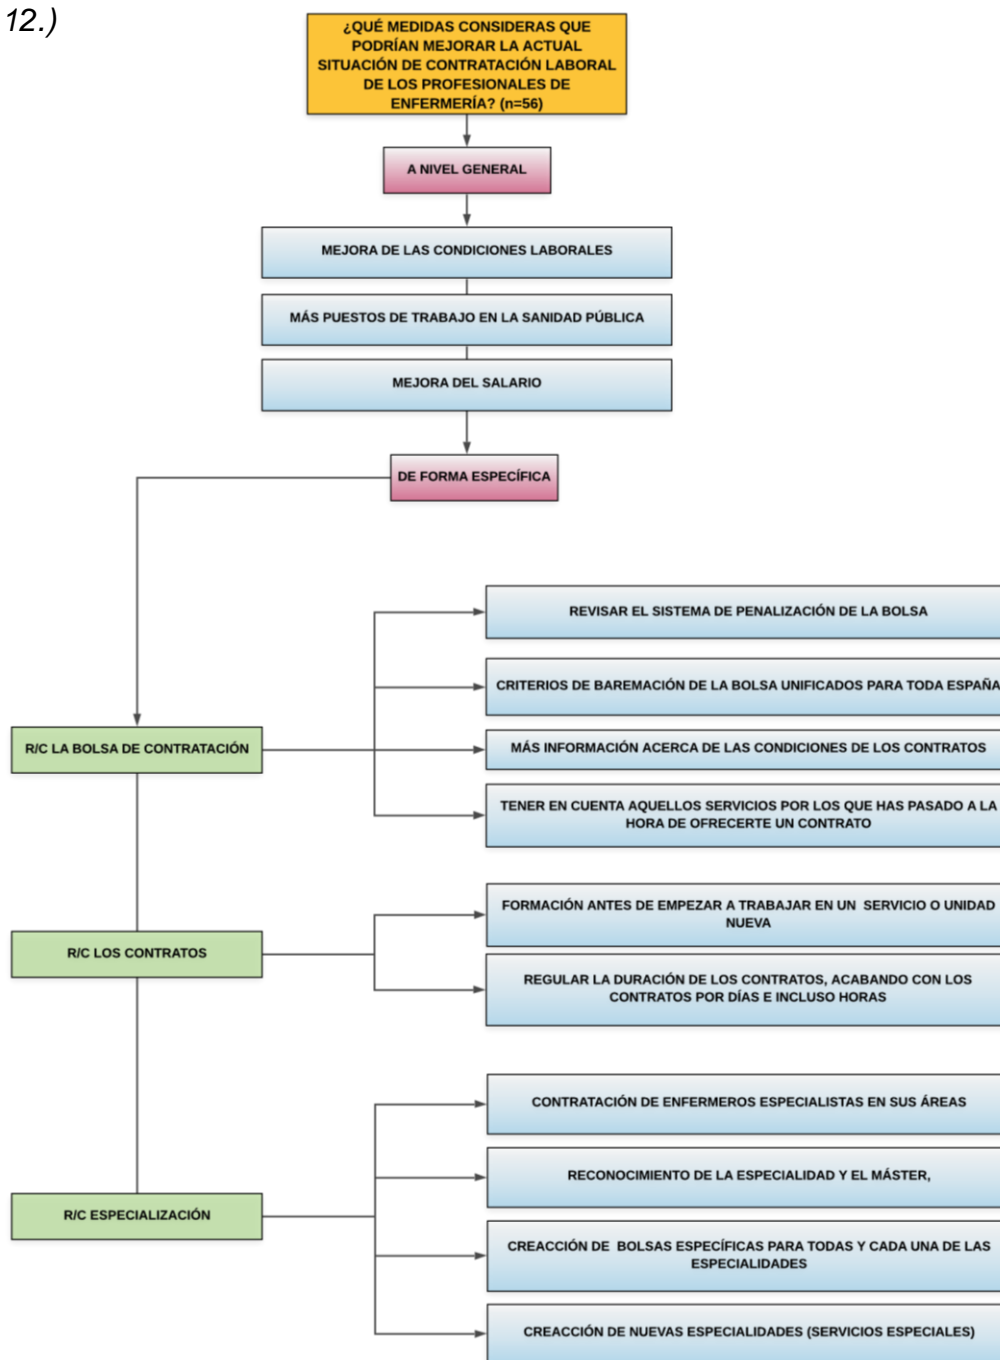 12.)
¿QUÉ MEDIDAS CONSIDERAS QUE
PODRÍAN MEJORAR LA ACTUAL
SITUACIÓN DE CONTRATACIÓN LABORAL
DE LOS PROFESIONALES DE
ENFERMERÍA? (n=56)
A NIVEL GENERAL
MEJORA DE LAS CONDICIONES LABORALES
MÁS PUESTOS DE TRABAJO EN LA SANIDAD PÚBLICA
MEJORA DEL SALARIO
DE FORMA ESPECÍFICA
R/C LA BOLSA DE CONTRATACIÓN
REVISAR EL SISTEMA DE PENALIZACIÓN DE LA BOLSA
CRITERIOS DE BAREMACIÓN DE LA BOLSA UNIFICADOS PARA TODA ESPAÑA
MÁS INFORMACIÓN ACERCA DE LAS CONDICIONES DE LOS CONTRATOS
TENER EN CUENTA AQUELLOS SERVICIOS POR LOS QUE HAS PASADO A LA
HORA DE OFRECERTE UN CONTRATO
R/C LOS CONTRATOS
FORMACIÓN ANTES DE EMPEZAR A TRABAJAR EN UN SERVICIO O UNIDAD
NUEVA
REGULAR LA DURACIÓN DE LOS CONTRATOS, ACABANDO CON LOS
CONTRATOS POR DÍAS E INCLUSO HORAS
R/C ESPECIALIZACIÓN
CONTRATACIÓN DE ENFERMEROS ESPECIALISTAS EN SUS ÁREAS
RECONOCIMIENTO DE LA ESPECIALIDAD Y EL MÁSTER,
CREACCIÓN DE BOLSAS ESPECÍFICAS PARA TODAS Y CADA UNA DE LAS
ESPECIALIDADES
CREACCIÓN DE NUEVAS ESPECIALIDADES (SERVICIOS ESPECIALES)